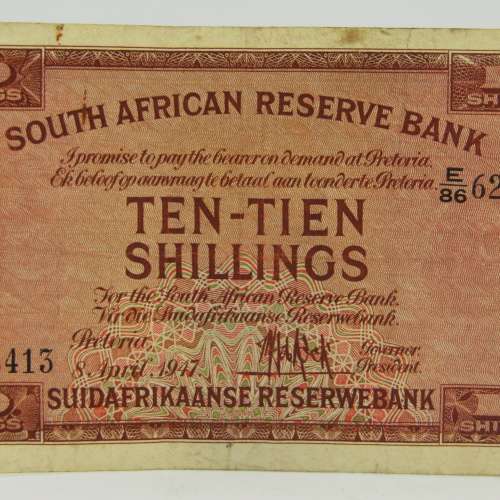 SOUTH AFRICAN RESERVE BANK
I promise to pay the bearer on demand at Pretoria.
Ek beloof op aanvraag te betaal aan toonder te Pretoria.
E/86 62
TEN-TIEN
SHILLINGS
For the South African Reserve Bank.
Vir die Suidafrikaanse Reserwebank.
Pretoria
8. April. 1947.
Governor.
President.
413
SUIDAFRIKAANSE RESERWEBANK